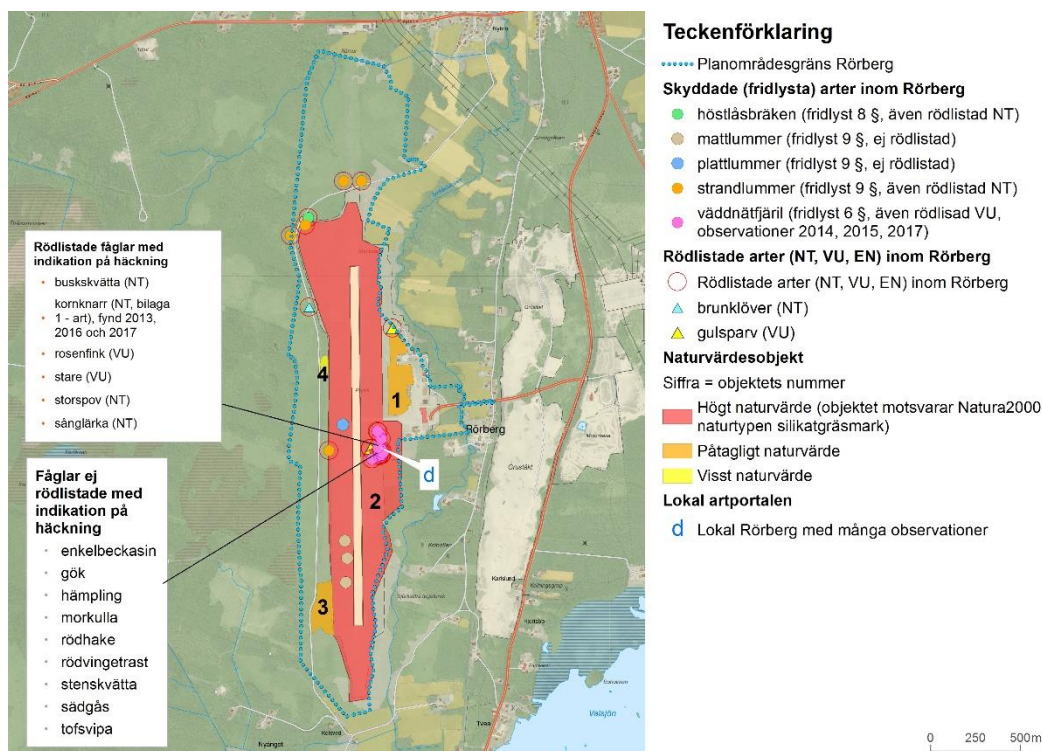 Teckenförklaring
Planområdesgräns Rörberg
Skyddade (fridlysta) arter inom Rörberg
höstlåsbräken (fridlyst 8 §, även rödlistad NT)
mattlummer (fridlyst 9 §, ej rödlistad)
plattlummer (fridlyst 9 §, ej rödlistad)
strandlummer (fridlyst 9 §, även rödlistad NT)
väddnätfjäril (fridlyst 6 §, även rödlisad VU,
observationer 2014, 2015, 2017)
Rödlistade arter (NT, VU, EN) inom Rörberg
Rödlistade arter (NT, VU, EN) inom Rörberg
brunklöver (NT)
gulsparv (VU)
Naturvärdesobjekt
Siffra = objektets nummer
Högt naturvärde (objektet motsvarar Natura2000
naturtypen silikatgräsmark)
Påtagligt naturvärde
Visst naturvärde
Lokal artportalen
d Lokal Rörberg med många observationer
0 250 500m
Rödlistade fåglar med
indikation på häckning
buskskvätta (NT)
kornknarr (NT, bilaga
1 - art), fynd 2013,
2016 och 2017
rosenfink (VU)
stare (VU)
storspov (NT)
sånglärka (NT)
Fåglar ej
rödlistade med
indikation på
häckning
enkelbeckasin
gök
hämpling
morkulla
rödhake
rödvingetrast
stenskvätta
sädgås
tofsvipa
4
1
Rörberg
d
2
3
Grustäkt
Karlslund
Valsjön